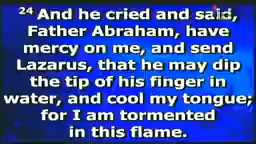 24 And he cried and said,
Father Abraham, have
mercy on me, and send
Lazarus, that he may dip
the tip of his finger in
water, and cool my tongue;
for I am tormented
in this flame.